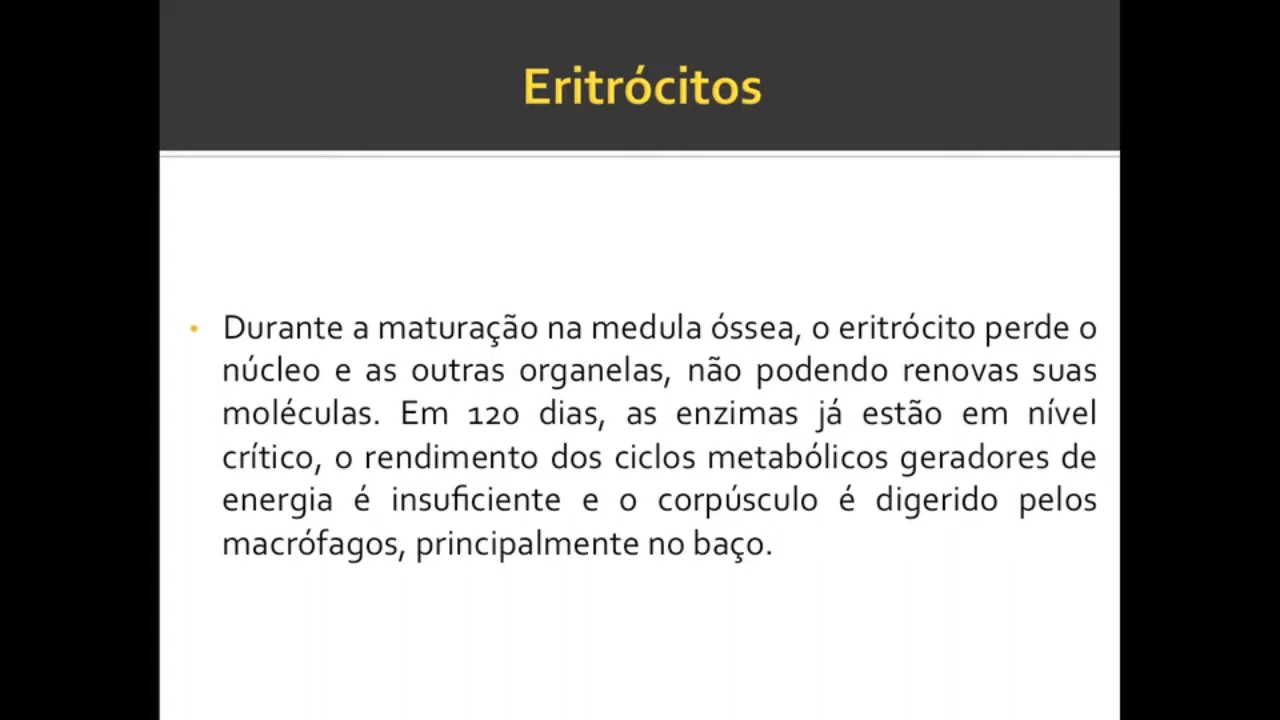 Eritrócitos
• Durante a maturação na medula óssea, o eritrócito perde o
núcleo e as outras organelas, não podendo renovas suas
moléculas. Em 120 dias, as enzimas já estão em nível
crítico, o rendimento dos ciclos metabólicos geradores de
energia é insuficiente e o corpúsculo é digerido pelos
macrófagos, principalmente no baço.